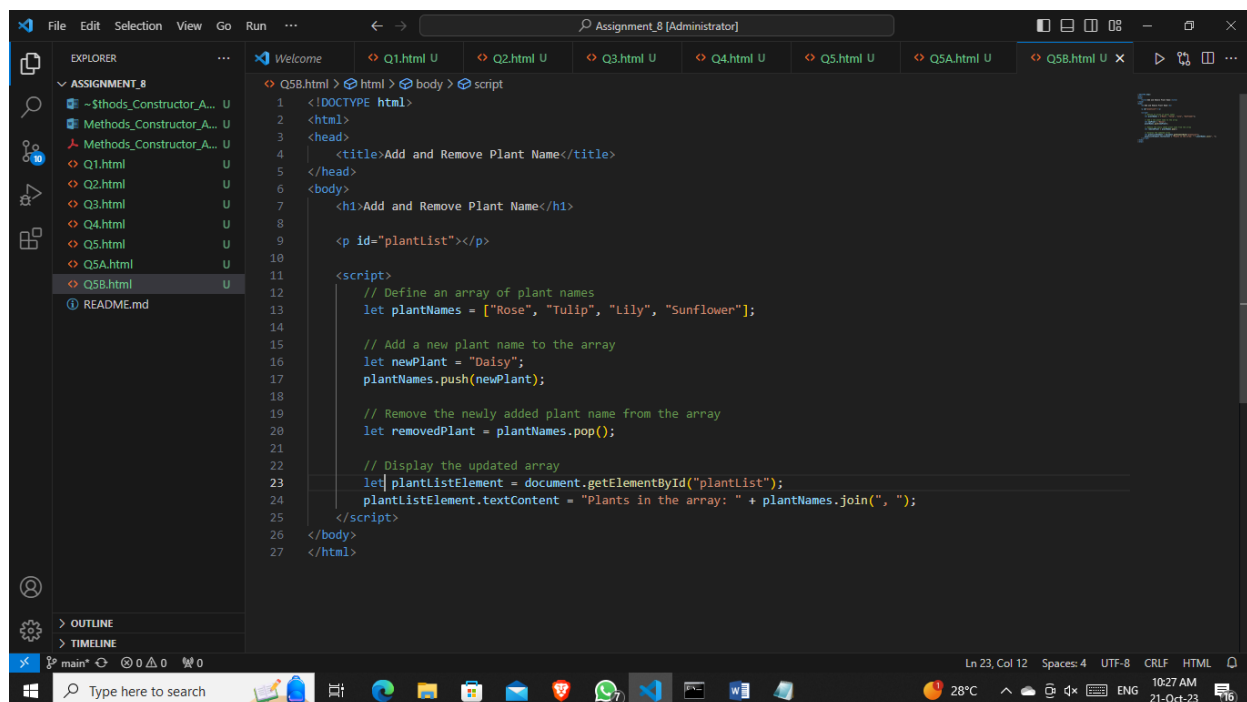 File Edit Selection View Go Run ··· Assignment_8 [Administrator]
EXPLORER ···
ASSIGNMENT_8
~$thods_Constructor_A... U
Methods_Constructor_A... U
Methods_Constructor_A... U
Q1.html U
Q2.html U
Q3.html U
Q4.html U
Q5.html U
Q5A.html U
Q5B.html U
README.md
OUTLINE
TIMELINE
10
Welcome Q1.html U Q2.html U Q3.html U Q4.html U Q5.html U Q5A.html U Q5B.html U
Q5B.html > html > body > script
1 <!DOCTYPE html>
2 <html>
3 <head>
4 <title>Add and Remove Plant Name</title>
5 </head>
6 <body>
7 <h1>Add and Remove Plant Name</h1>
8
9 <p id="plantList"></p>
10
11 <script>
12 // Define an array of plant names
13 let plantNames = ["Rose", "Tulip", "Lily", "Sunflower"];
14
15 // Add a new plant name to the array
16 let newPlant = "Daisy";
17 plantNames.push(newPlant);
18
19 // Remove the newly added plant name from the array
20 let removedPlant = plantNames.pop();
21
22 // Display the updated array
23 let plantListElement = document.getElementById("plantList");
24 plantListElement.textContent = "Plants in the array: " + plantNames.join(", ");
25 </script>
26 </body>
27 </html>
main* 0 0 0 Ln 23, Col 12 Spaces: 4 UTF-8 CRLF HTML
Type here to search 7 28°C ENG 10:27 AM
21-Oct-23 16